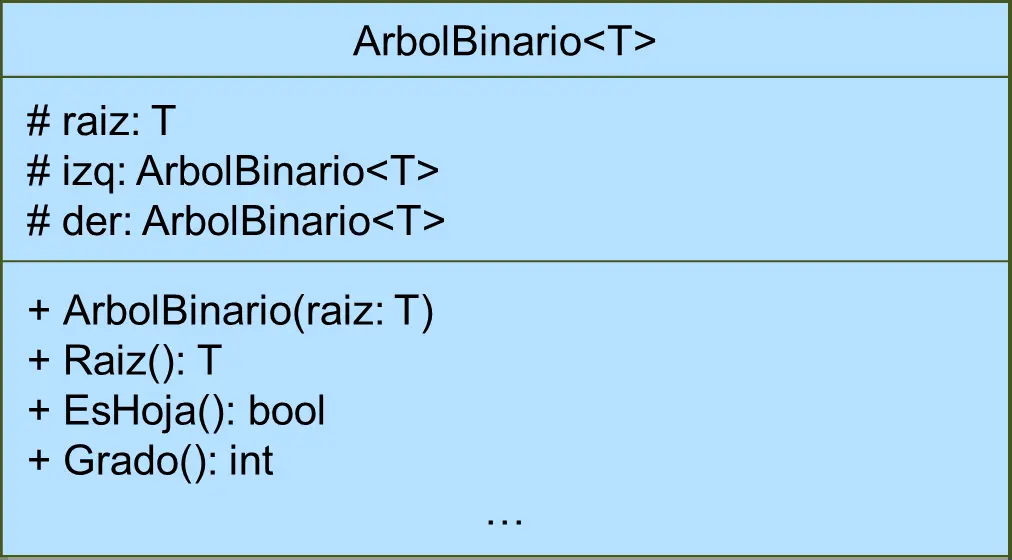 ArbolBinario<T>
# raiz: T
# izq: ArbolBinario<T>
# der: ArbolBinario<T>
+ ArbolBinario(raiz: T)
+ Raiz(): T
+ EsHoja(): bool
+ Grado(): int
…